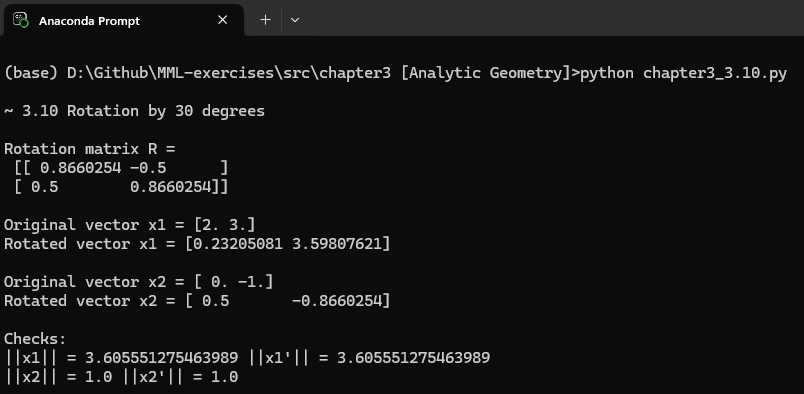 Anaconda Prompt
(base) D:\Github\MML-exercises\src\chapter3 [Analytic Geometry]>python chapter3_3.10.py
~ 3.10 Rotation by 30 degrees
Rotation matrix R =
[[ 0.8660254 -0.5      ]
[ 0.5       0.8660254]]
Original vector x1 = [2. 3.]
Rotated vector x1 = [0.23205081 3.59807621]
Original vector x2 = [ 0. -1.]
Rotated vector x2 = [ 0.5       -0.8660254]
Checks:
||x1|| = 3.605551275463989 ||x1'|| = 3.605551275463989
||x2|| = 1.0 ||x2'|| = 1.0